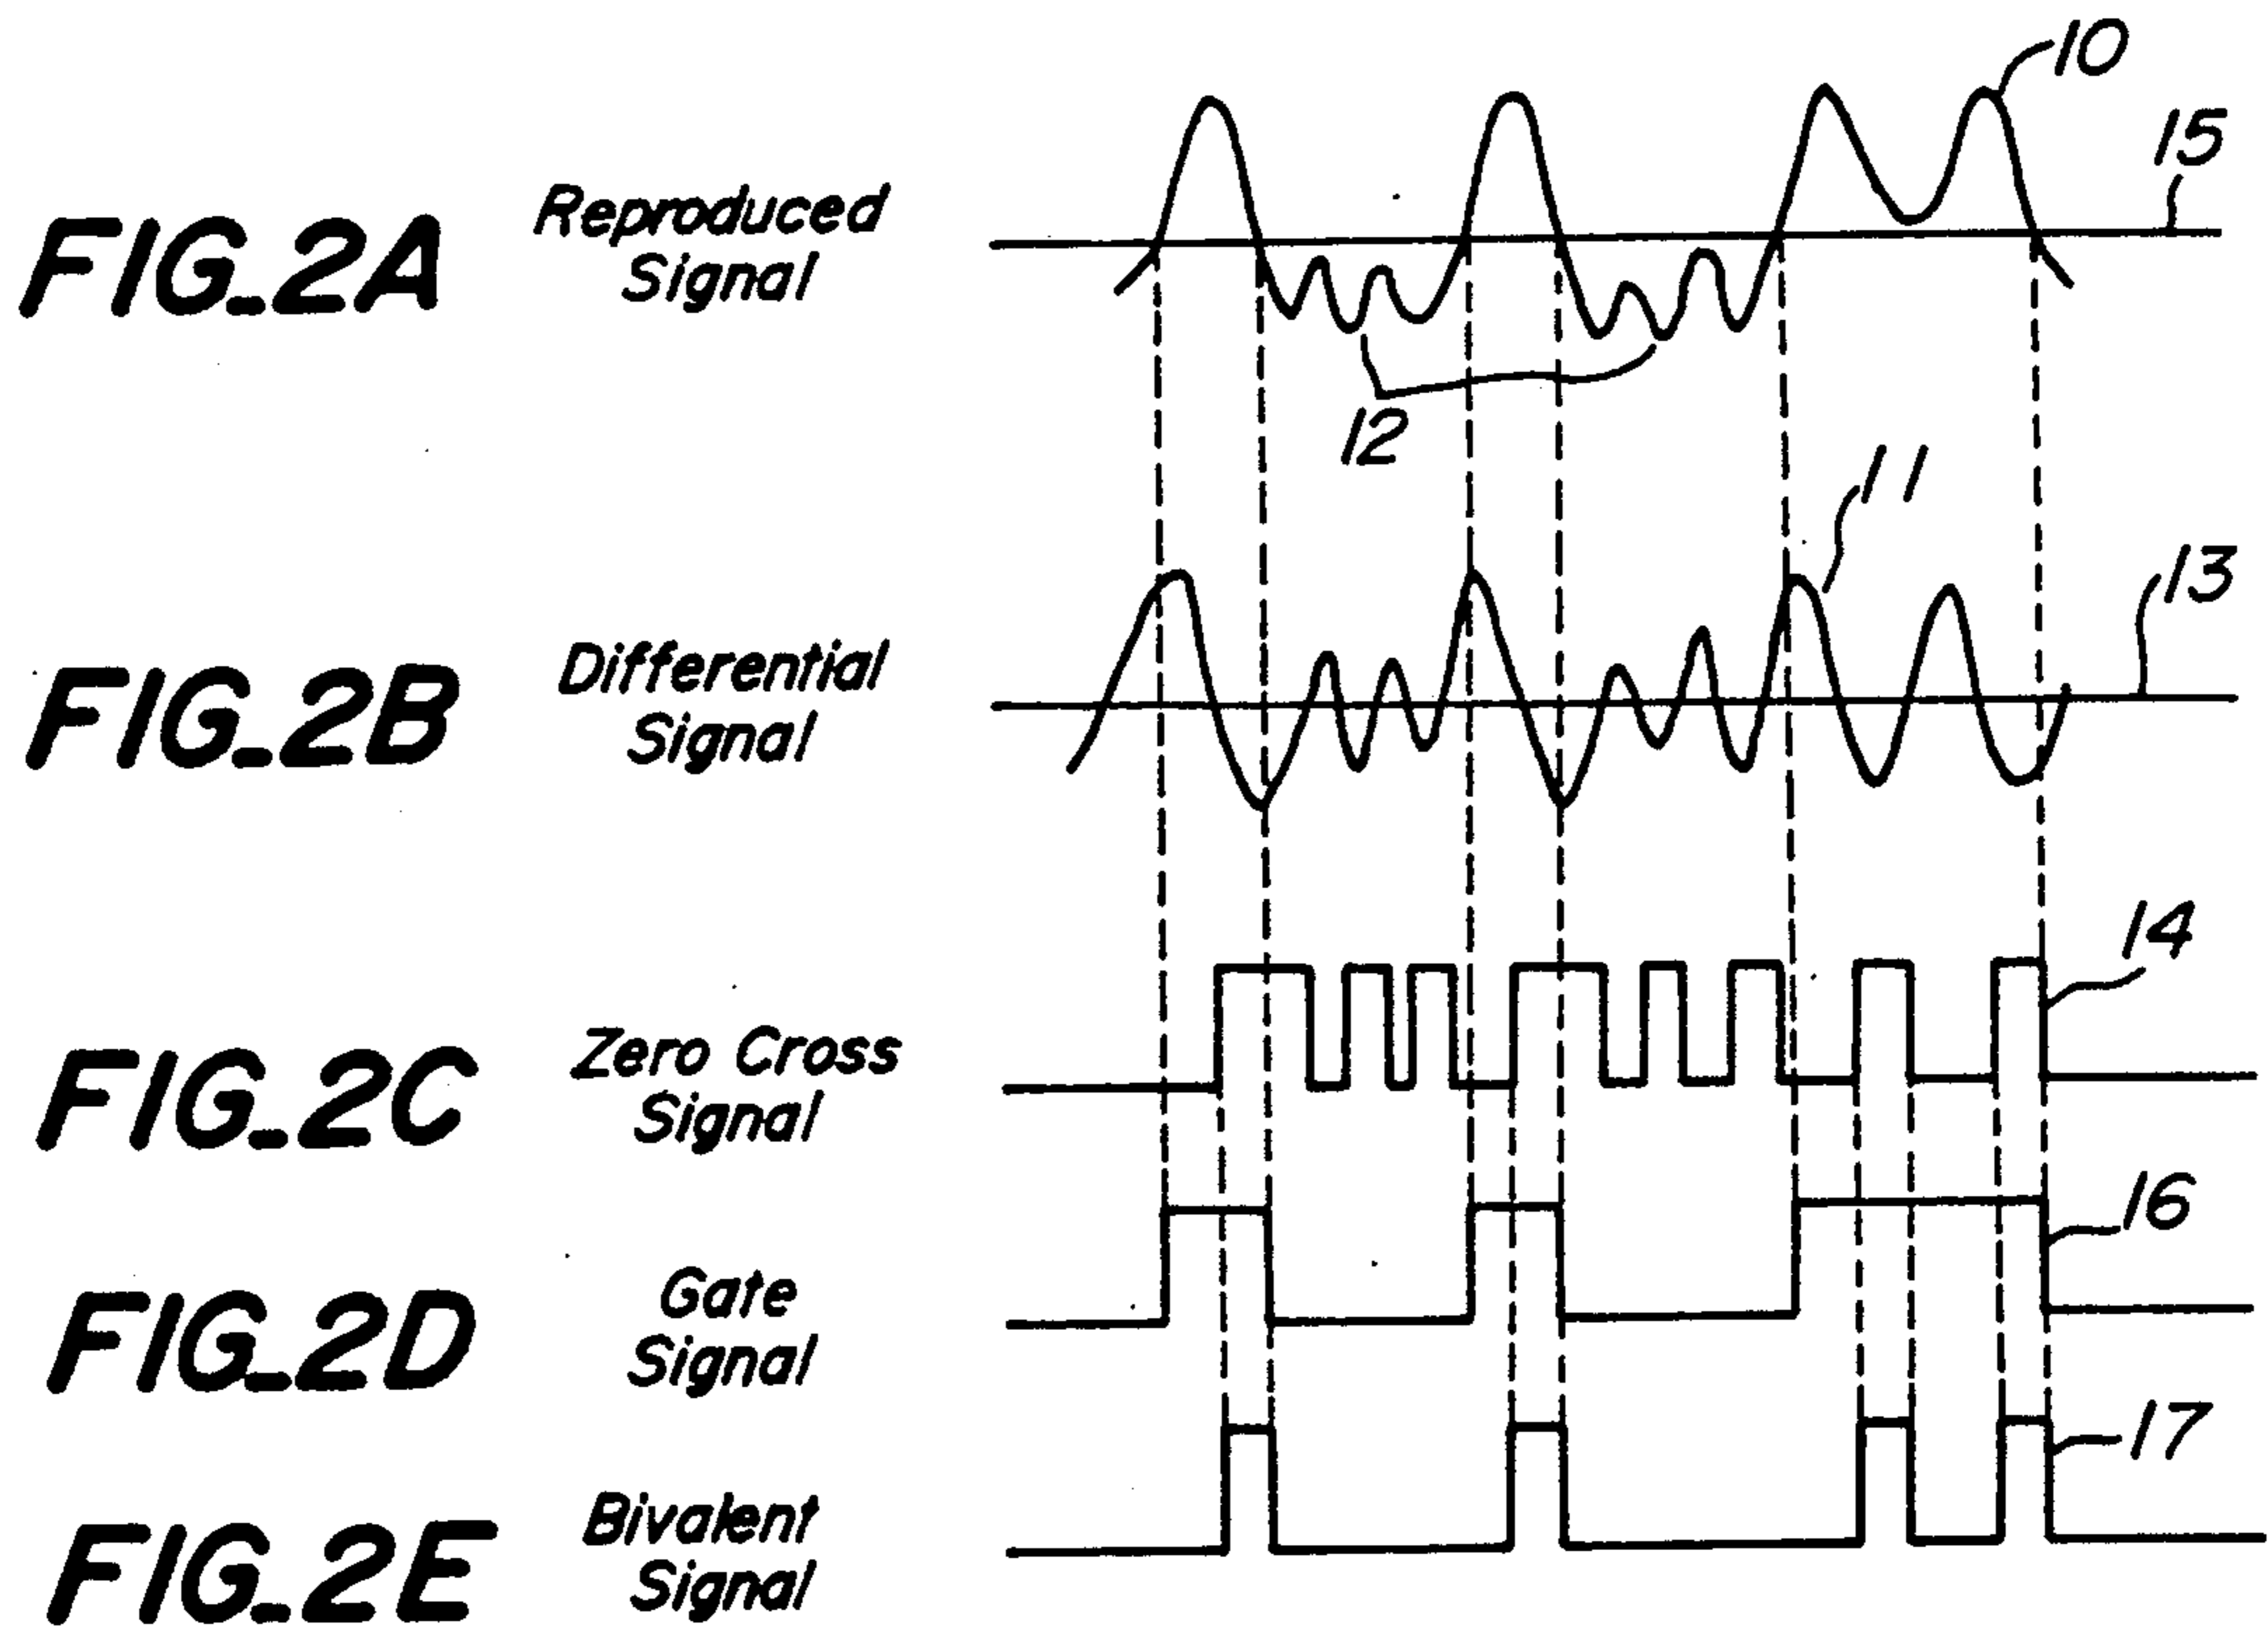 10
15
FIG_2A
Reproduced
Signal
12
11
13
FIG_2B
Differential
Signal
14
FIG_2C
Zero Cross
Signal
16
FIG_2D
Gate
Signal
17
FIG_2E
Bivalent
Signal